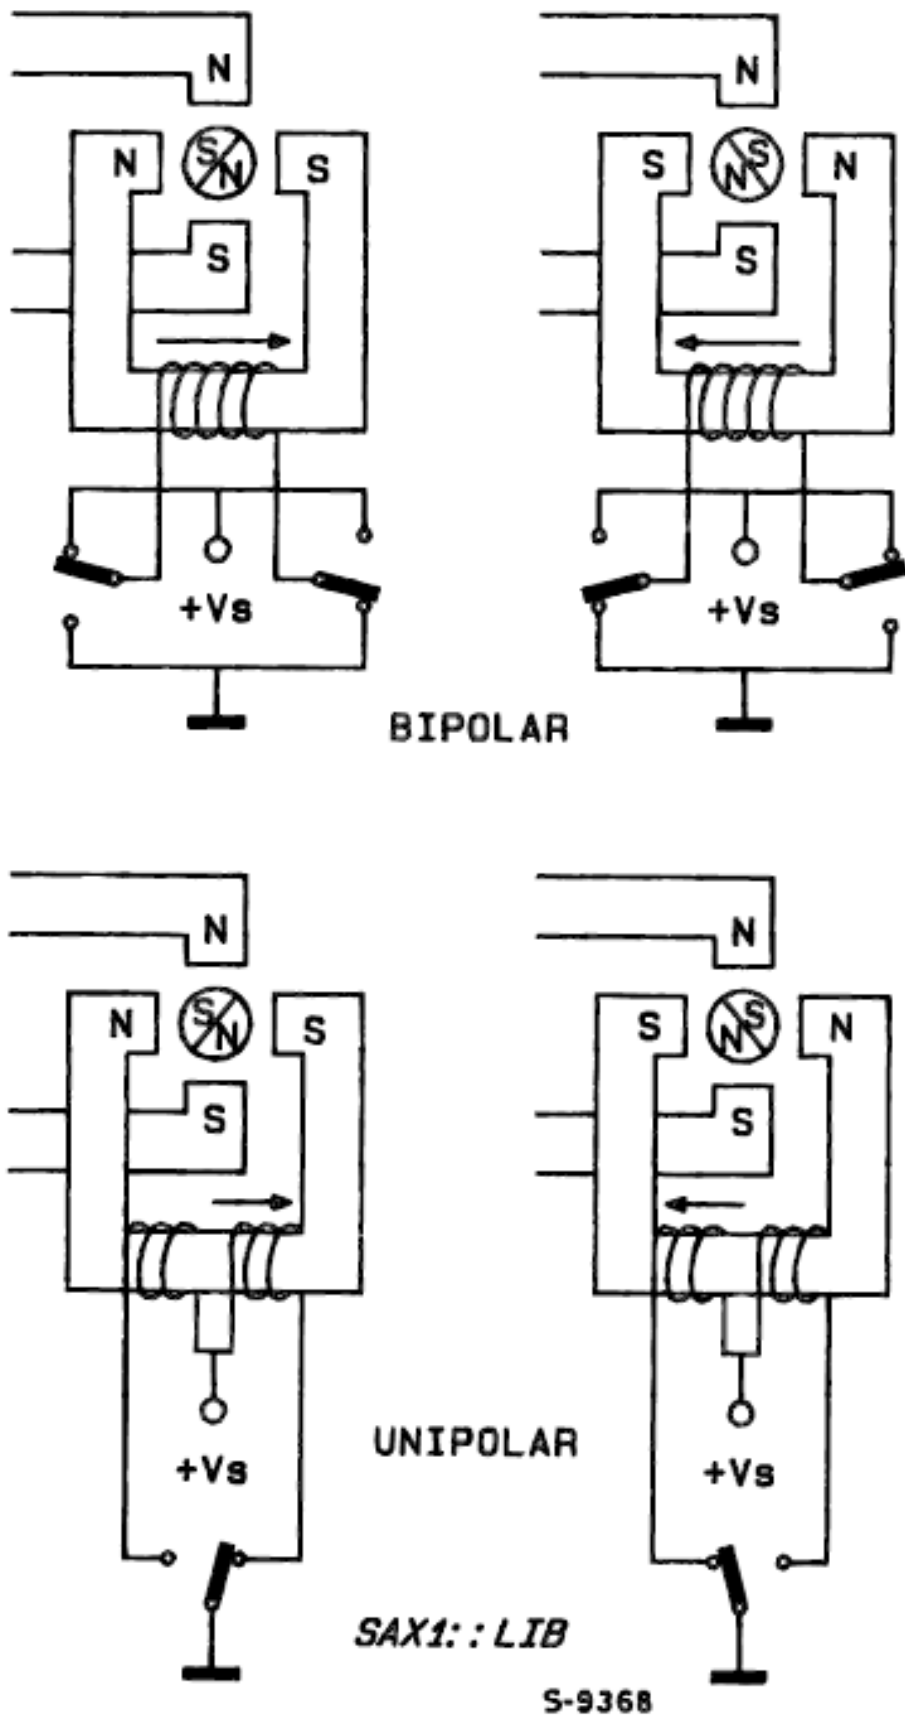 N N
N S N S S N S N
S S
+Vs +Vs
BIPOLAR
N N
N S N S S N S N
S S
+Vs UNIPOLAR +Vs
SAX1::LIB
S-9368